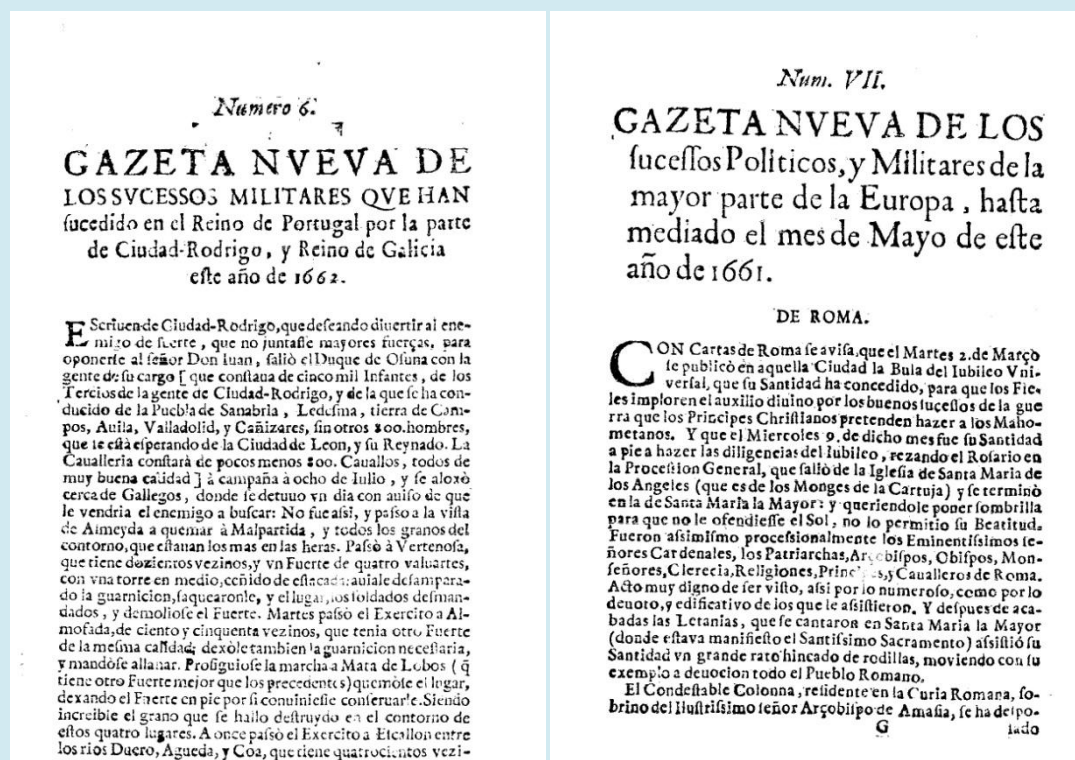 Numero 6.
GAZETA NVEVA DE
LOS SVCESSOS MILITARES QVE HAN
ſucedido en el Reino de Portugal por la parte
de Ciudad-Rodrigo, y Reino de Galicia
eſte año de 1662.
EScriuen de Ciudad-Rodrigo, que deſeando diuertir al ene-
migo de ſuerte, que no juntaſſe mayores fuerças, para
oponerſe al ſeñor Don Iuan, ſaliò el Duque de Oſuna con la
gente de ſu cargo [ que conſtaua de cinco mil Infantes, de los
Tercios de la gente de Ciudad-Rodrigo, y de la que ſe ha con-
ducido de la Puebla de Sanabria, Ledeſma, tierra de Cam-
pos, Auila, Valladolid, y Cañizares, ſin otros 800. hombres,
que ſe eſtà eſperando de la Ciudad de Leon, y ſu Reynado. La
Caualleria conſtarà de pocos menos 800. Cauallos, todos de
muy buena calidad ] à campaña à ocho de Iulio, y ſe aloxò
cerca de Gallegos, donde ſe detuuo vn dia con auiſo de que
le vendria el enemigo a buſcar: No fue aſsi, y paſſo a la viſta
de Almeyda a quemar à Malpartida, y todos los granos del
contorno, que eſtauan los mas en las heras. Paſsò à Vertenoſa,
que tiene dozientos vezinos, y vn Fuerte de quatro valuartes,
con vna torre en medio, ceñido de eſtacada: auiale deſampara-
do la guarnicion, ſaquearonle, y el lugar, los ſoldados deſman-
dados, y demolioſe el Fuerte. Martes paſsò el Exercito a Al-
mofada, de ciento y cinquenta vezinos, que tenia otro Fuerte
de la meſma calidad; dexòle tambien la guarnicion neceſſaria,
y mandòſe allanar. Proſiguioſe la marcha a Mata de Lobos ( q̃
tiene otro Fuerte mejor que los precedentes) quemòſe el lugar,
dexando el Fuerte en pie por ſi conuinieſſe conſeruarle. Siendo
increible el grano que ſe hallo deſtruydo en el contorno de
eſtos quatro lugares. A once paſsò el Exercito a Eſcallon entre
los rios Duero, Agueda, y Coa, que tiene quatrocientos vezi-
Num. VII.
GAZETA NVEVA DE LOS
ſuceſſos Politicos, y Militares de la
mayor parte de la Europa, haſta
mediado el mes de Mayo de eſte
año de 1661.
DE ROMA.
CON Cartas de Roma ſe aviſa, que el Martes 2. de Março
ſe publicò en aquella Ciudad la Bula del Iubileo Vni-
verſal, que ſu Santidad ha concedido, para que los Fie-
les imploren el auxilio diuino por los buenos ſuceſſos de la gue
rra que los Principes Chriſtianos pretenden hazer a los Maho-
metanos. Y que el Miercoles 9. de dicho mes fue ſu Santidad
a pie a hazer las diligencias del Iubileo, rezando el Roſario en
la Proceſsion General, que ſaliò de la Igleſia de Santa Maria de
los Angeles (que es de los Monges de la Cartuja) y ſe terminò
en la de Santa Maria la Mayor: y queriendole poner ſombrilla
para que no le ofendieſſe el Sol, no lo permitio ſu Beatitud.
Fueron aſsimiſmo proceſsionalmente los Eminentiſsimos ſe-
ñores Cardenales, los Patriarchas, Arçobiſpos, Obiſpos, Mon-
ſeñores, Clerecia, Religiones, Principes, y Caualleros de Roma.
Acto muy digno de ſer viſto, aſsi por lo numeroſo, como por lo
deuoto, y edificativo de los que le aſsiſtieron. Y deſpues de aca-
badas las Letanias, que ſe cantaron en Santa Maria la Mayor
(donde eſtava manifieſto el Santiſsimo Sacramento) aſsiſtiò ſu
Santidad vn grande rato hincado de rodillas, moviendo con ſu
exemplo a deuocion todo el Pueblo Romano.
El Condeſtable Colonna, reſidente en la Curia Romana, ſo-
brino del Iluſtriſsimo ſeñor Arçobiſpo de Amaſia, ſe ha deſpo-
G ſado